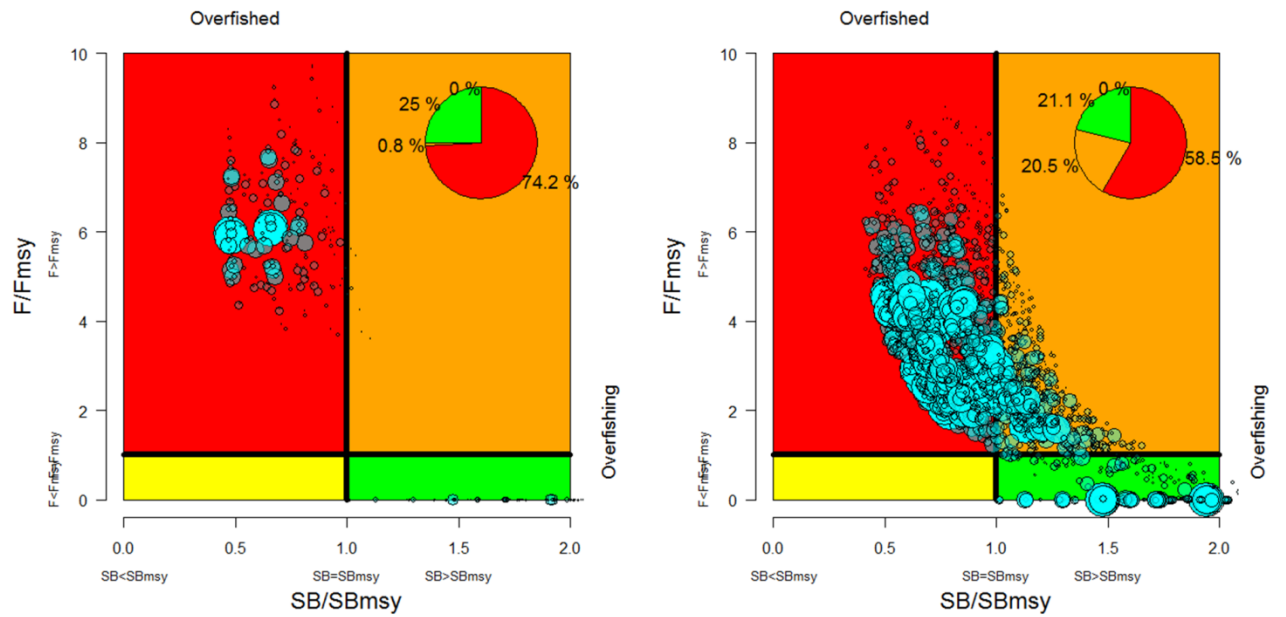 Overfished
10
8
6
4
2
0
F/Fmsy
F>Fmsy
F<Fmsy
0 %
25 %
0.8 %
74.2 %
Overfishing
0.0
0.5
1.0
1.5
2.0
SB<SBmsy
SB=SBmsy
SB>SBmsy
SB/SBmsy
Overfished
10
8
6
4
2
0
F/Fmsy
F>Fmsy
F<Fmsy
0 %
21.1 %
20.5 %
58.5 %
Overfishing
0.0
0.5
1.0
1.5
2.0
SB<SBmsy
SB=SBmsy
SB>SBmsy
SB/SBmsy